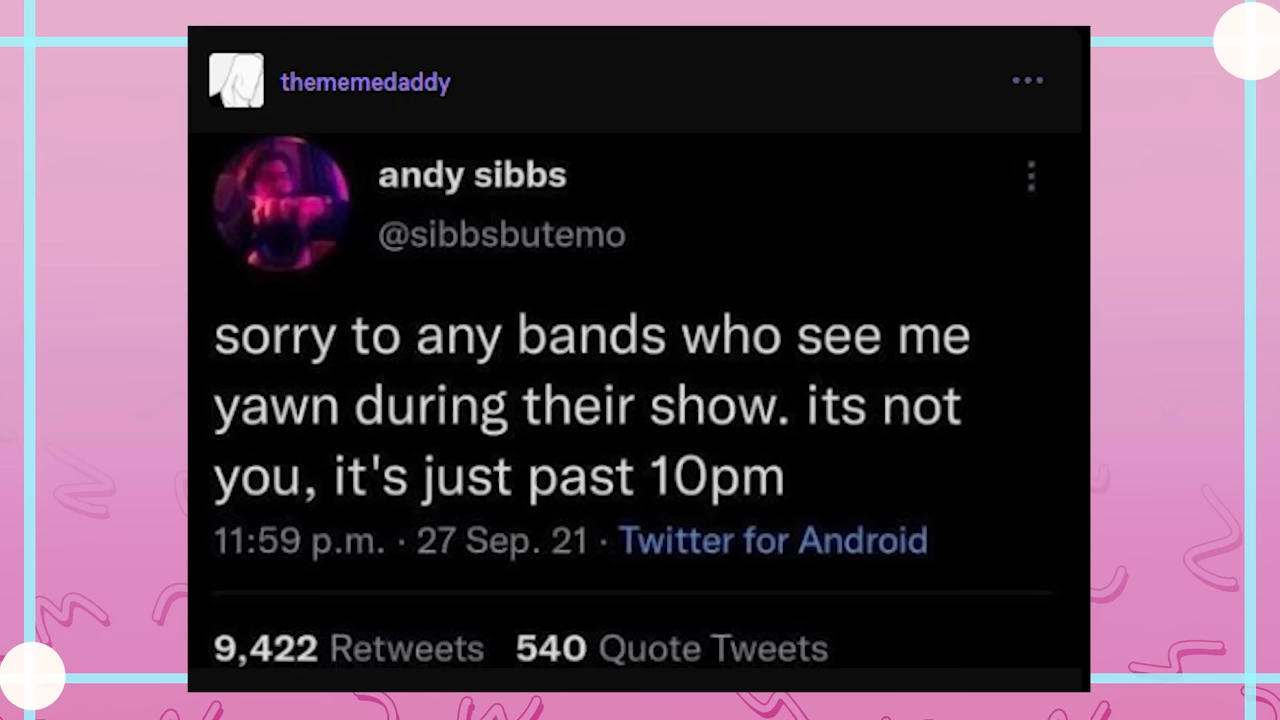 thememedaddy
andy sibbs
@sibbsbutemo
sorry to any bands who see me
yawn during their show. its not
you, it's just past 10pm
11:59 p.m. · 27 Sep. 21 · Twitter for Android
9,422 Retweets 540 Quote Tweets